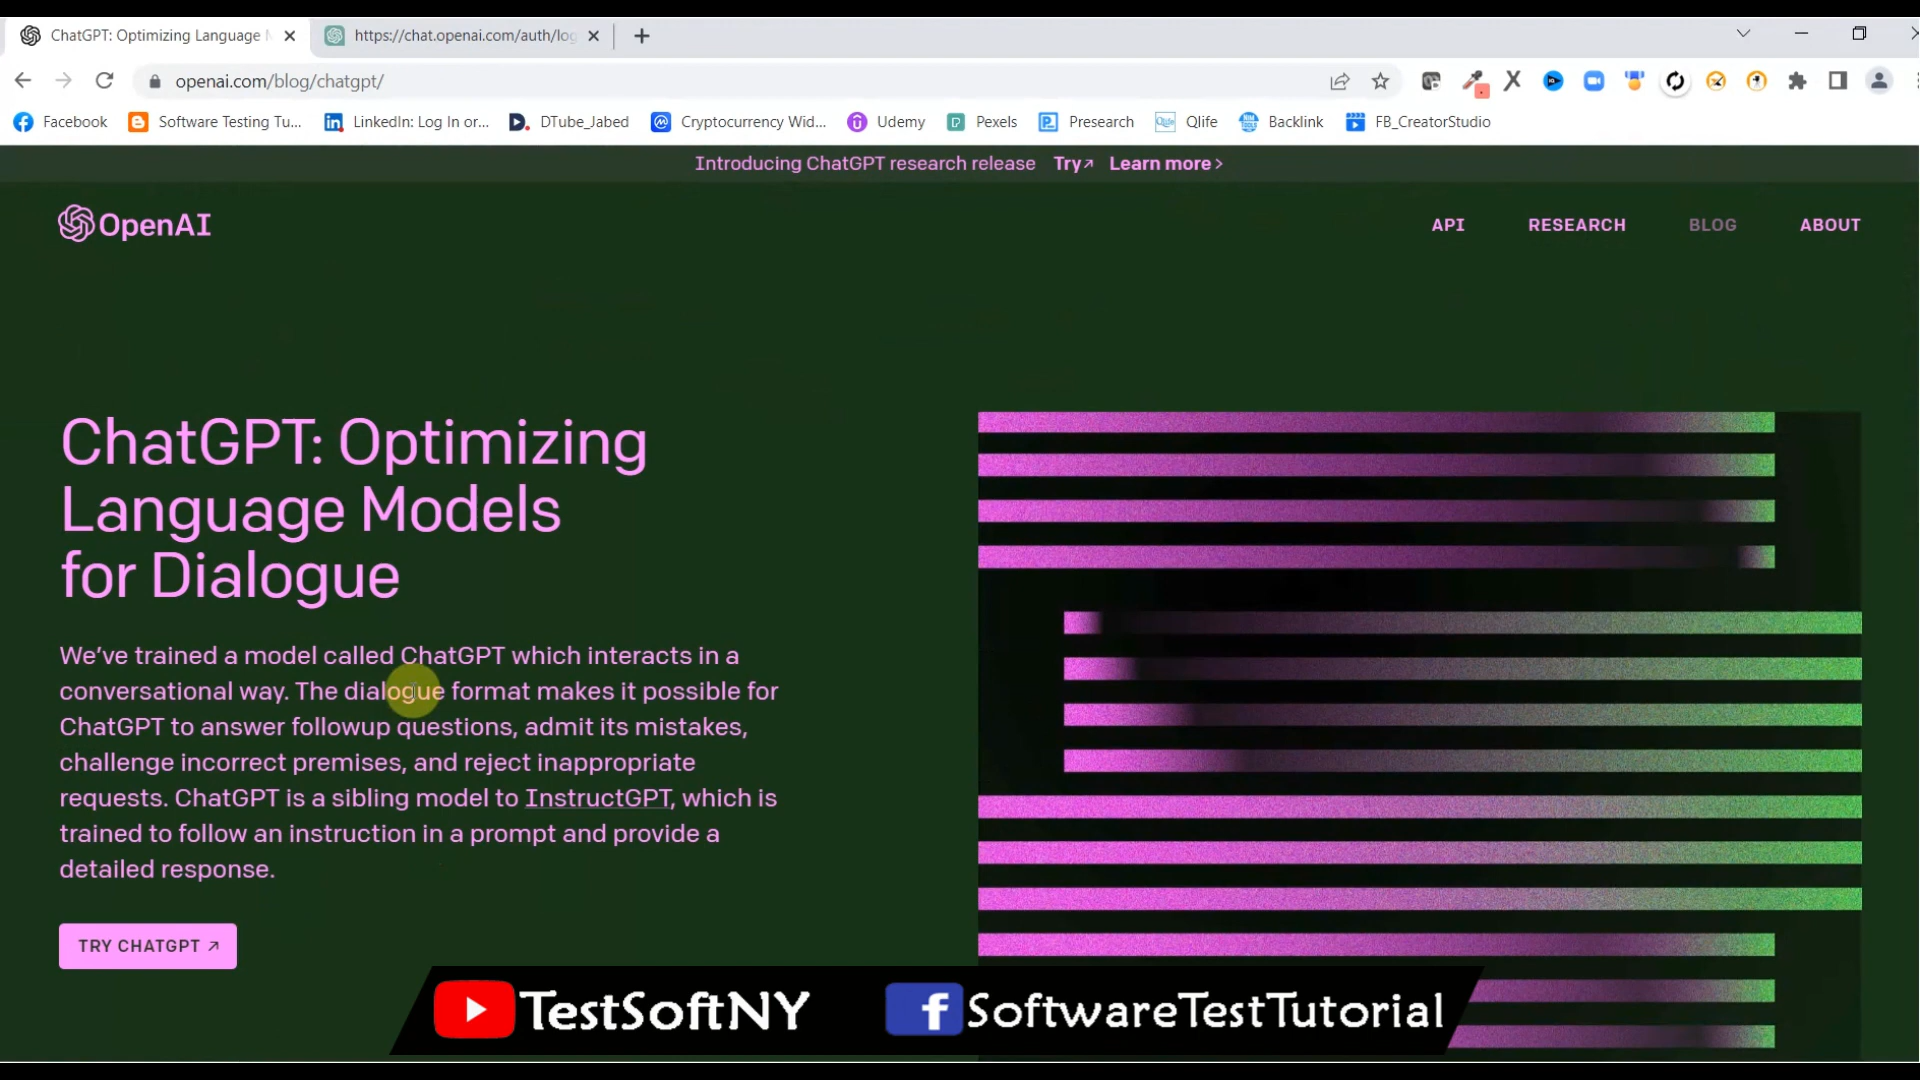 ChatGPT: Optimizing Language M
https://chat.openai.com/auth/log
openai.com/blog/chatgpt/
Facebook
Software Testing Tu...
LinkedIn: Log In or...
DTube_Jabed
Cryptocurrency Wid...
Udemy
Pexels
Presearch
Qlife
Backlink
FB_CreatorStudio
Introducing ChatGPT research release Try↗ Learn more >
OpenAI
API
RESEARCH
BLOG
ABOUT
ChatGPT: Optimizing
Language Models
for Dialogue
We’ve trained a model called ChatGPT which interacts in a
conversational way. The dialogue format makes it possible for
ChatGPT to answer followup questions, admit its mistakes,
challenge incorrect premises, and reject inappropriate
requests. ChatGPT is a sibling model to InstructGPT, which is
trained to follow an instruction in a prompt and provide a
detailed response.
TRY CHATGPT ↗
TestSoftNY
SoftwareTestTutorial